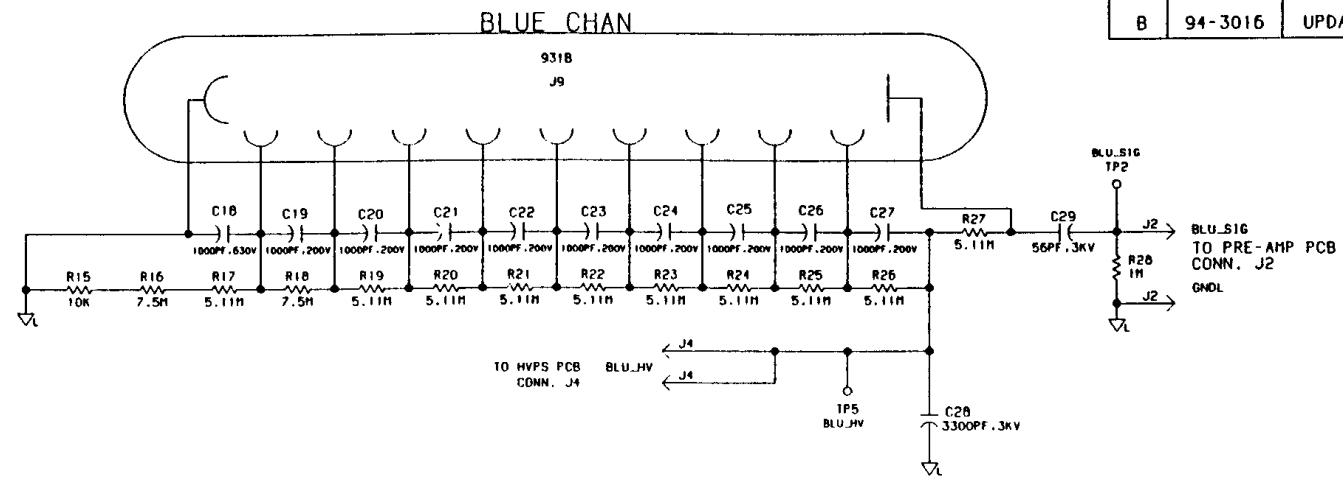 BLUE CHAN
B 94-3016 UPDA
931B
J9
BLU_SIG
TP2
C18 C19 C20 C21 C22 C23 C24 C25 C26 C27 R27 C29
1000PF,630V 1000PF,200V 1000PF,200V 1000PF,200V 1000PF,200V 1000PF,200V 1000PF,200V 1000PF,200V 1000PF,200V 1000PF,200V 5.11M 56PF,3KV
J2 BLU_SIG
TO PRE-AMP PCB
CONN. J2
R28
1M
J2 GNDL
R15 R16 R17 R18 R19 R20 R21 R22 R23 R24 R25 R26
10K 7.5M 5.11M 7.5M 5.11M 5.11M 5.11M 5.11M 5.11M 5.11M 5.11M 5.11M
L
L
TO HVPS PCB BLU_HV J4
CONN. J4 J4
TP5
BLU_HV
C28
3300PF,3KV
L